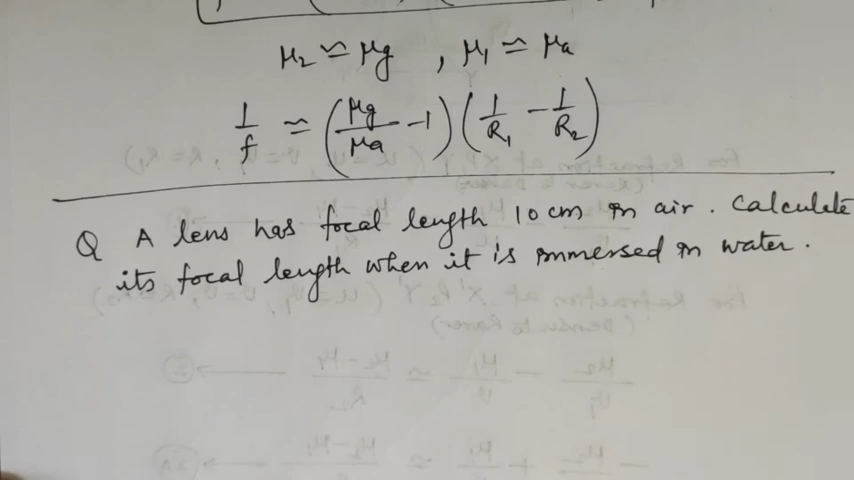 μ₂ ≃ μg , μ₁ ≃ μa
1/f ≃ (μg/μa - 1) (1/R₁ - 1/R₂)
Q A lens has focal length 10 cm in air. Calculate
its focal length when it is immersed in water.